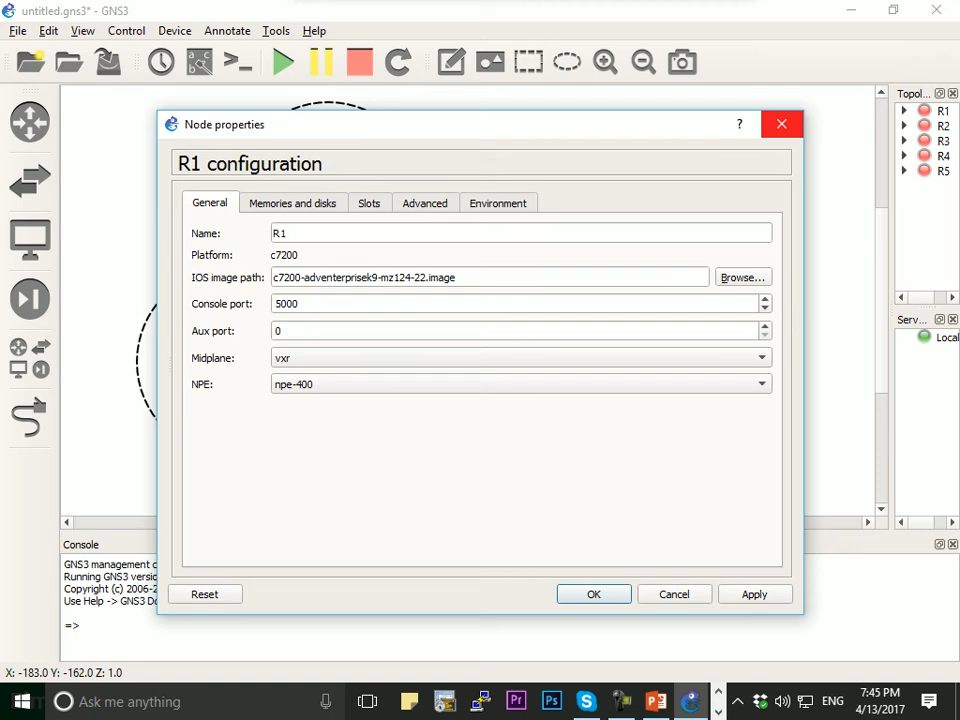 untitled.gns3* - GNS3
File Edit View Control Device Annotate Tools Help
Topol...
R1
R2
R3
R4
R5
Serv...
Local
Node properties
?
R1 configuration
General Memories and disks Slots Advanced Environment
Name: R1
Platform: c7200
IOS image path: c7200-adventerprisek9-mz124-22.image Browse...
Console port: 5000
Aux port: 0
Midplane: vxr
NPE: npe-400
Reset OK Cancel Apply
Console
GNS3 management c
Running GNS3 versio
Copyright (c) 2006-2
Use Help -> GNS3 Do
=>
X: -183.0 Y: -162.0 Z: 1.0
Ask me anything
Pr
Ps
ENG
7:45 PM
4/13/2017